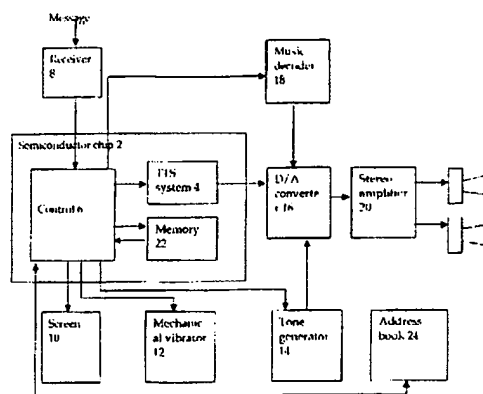 Message
Receiver
8
Music
decoder
18
Semiconductor chip 2
TTS
system 4
Control 6
Memory
22
D/A
converte
r 16
Stereo
amplifier
20
Screen
10
Mechanic
al vibrator
12
Tone
generator
14
Address
book 24